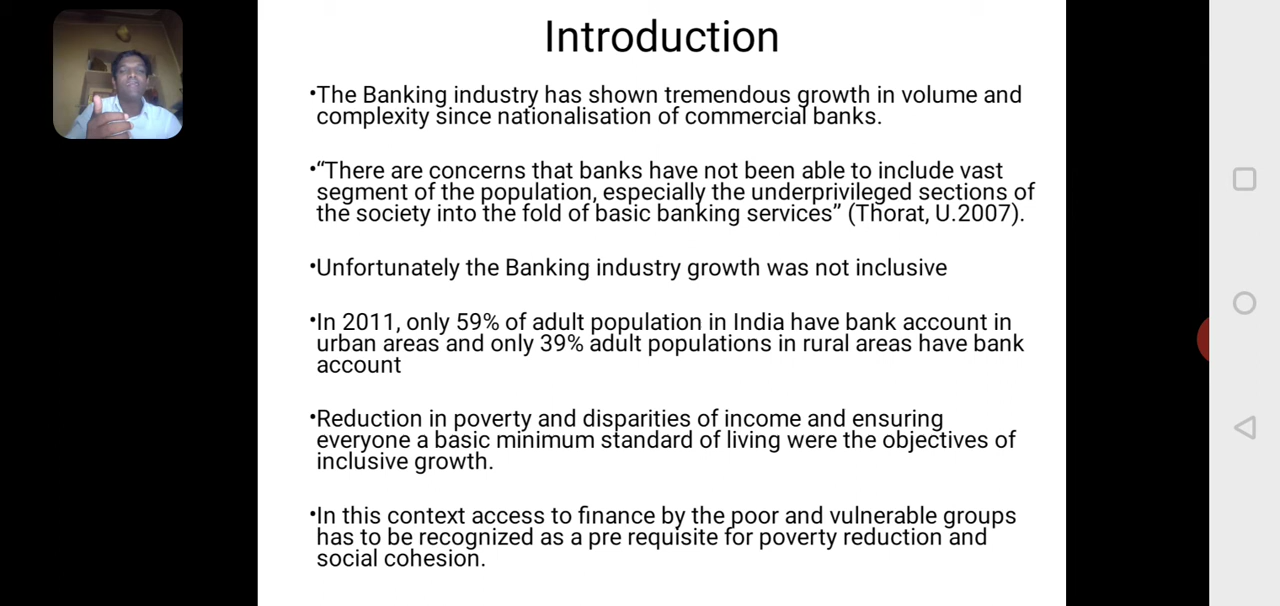 Introduction
•The Banking industry has shown tremendous growth in volume and
complexity since nationalisation of commercial banks.
•“There are concerns that banks have not been able to include vast
segment of the population, especially the underprivileged sections of
the society into the fold of basic banking services” (Thorat, U.2007).
•Unfortunately the Banking industry growth was not inclusive
•In 2011, only 59% of adult population in India have bank account in
urban areas and only 39% adult populations in rural areas have bank
account
•Reduction in poverty and disparities of income and ensuring
everyone a basic minimum standard of living were the objectives of
inclusive growth.
•In this context access to finance by the poor and vulnerable groups
has to be recognized as a pre requisite for poverty reduction and
social cohesion.